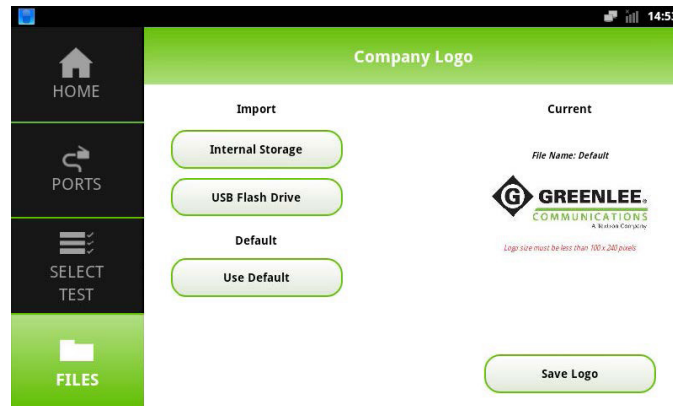 14:53
Company Logo
HOME
PORTS
SELECT
TEST
FILES
Import
Internal Storage
USB Flash Drive
Default
Use Default
Current
File Name: Default
G GREENLEE®
COMMUNICATIONS
A Textron Company
Logo size must be less than 100 x 240 pixels
Save Logo